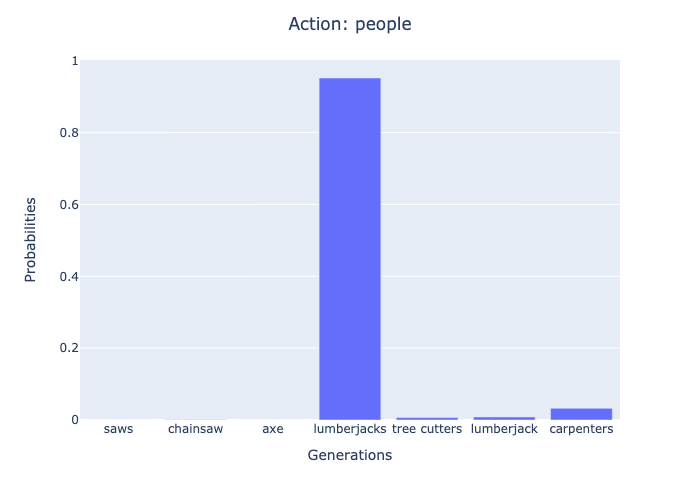 Action: people
1
0.8
0.6
0.4
0.2
0
Probabilities
saws chainsaw axe lumberjacks tree cutters lumberjack carpenters
Generations